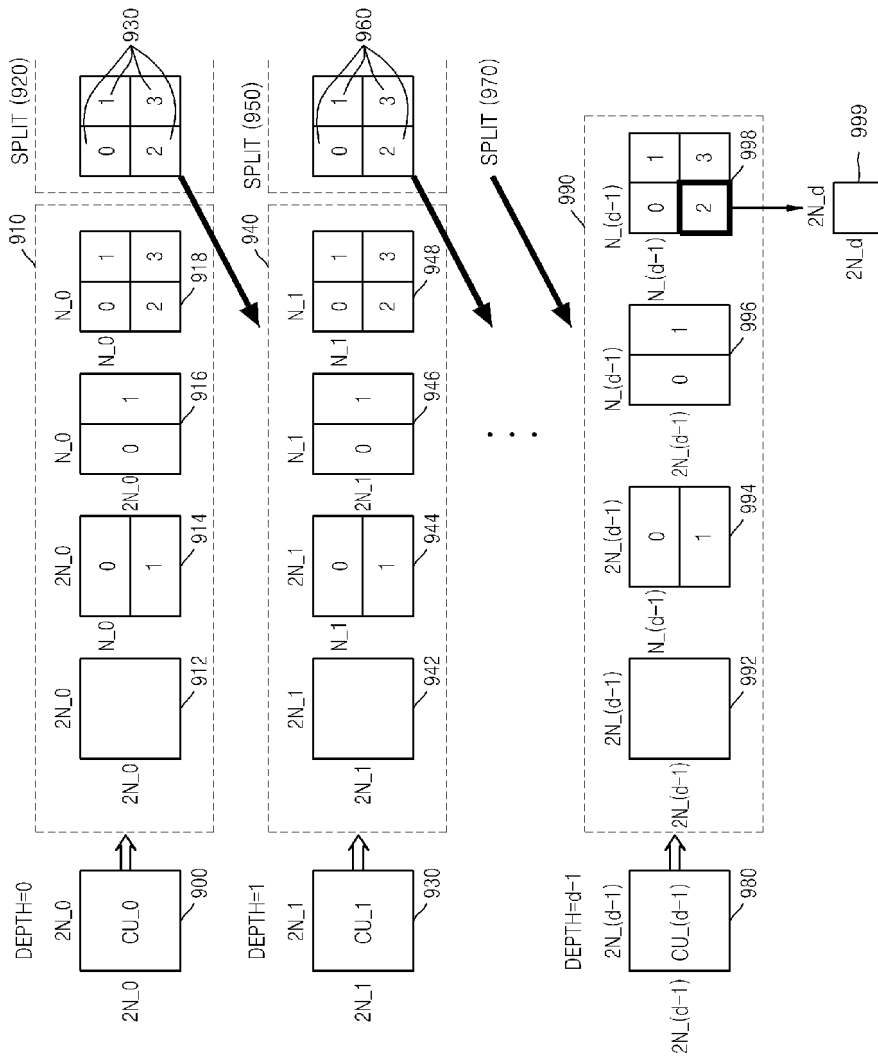 DEPTH=0
2N_0
2N_0
CU_0
900
910
2N_0
2N_0
912
2N_0
N_0
0
1
914
N_0
2N_0
0
1
916
N_0
N_0
0
1
2
3
918
SPLIT (920)
0
1
2
3
930
DEPTH=1
2N_1
2N_1
CU_1
930
940
2N_1
2N_1
942
2N_1
N_1
0
1
944
N_1
2N_1
0
1
946
N_1
N_1
0
1
2
3
948
SPLIT (950)
0
1
2
3
960
SPLIT (970)
. . .
DEPTH=d-1
2N_(d-1)
2N_(d-1)
CU_(d-1)
980
990
2N_(d-1)
2N_(d-1)
992
2N_(d-1)
N_(d-1)
0
1
994
N_(d-1)
2N_(d-1)
0
1
996
N_(d-1)
N_(d-1)
0
1
2
3
998
2N_d
2N_d
999